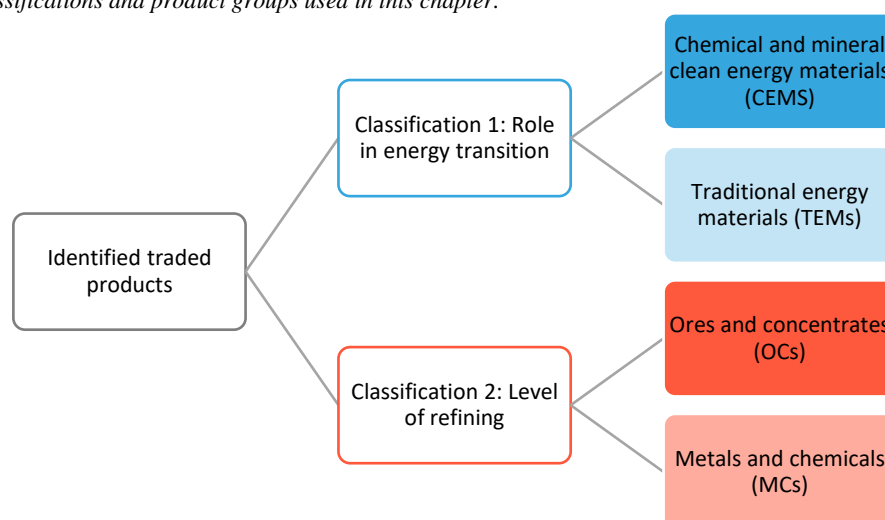 ssifications and product groups used in this chapter.
Chemical and mineral
clean energy materials
(CEMS)
Classification 1: Role
in energy transition
Traditional energy
materials (TEMs)
Identified traded
products
Ores and concentrates
(OCs)
Classification 2: Level
of refining
Metals and chemicals
(MCs)